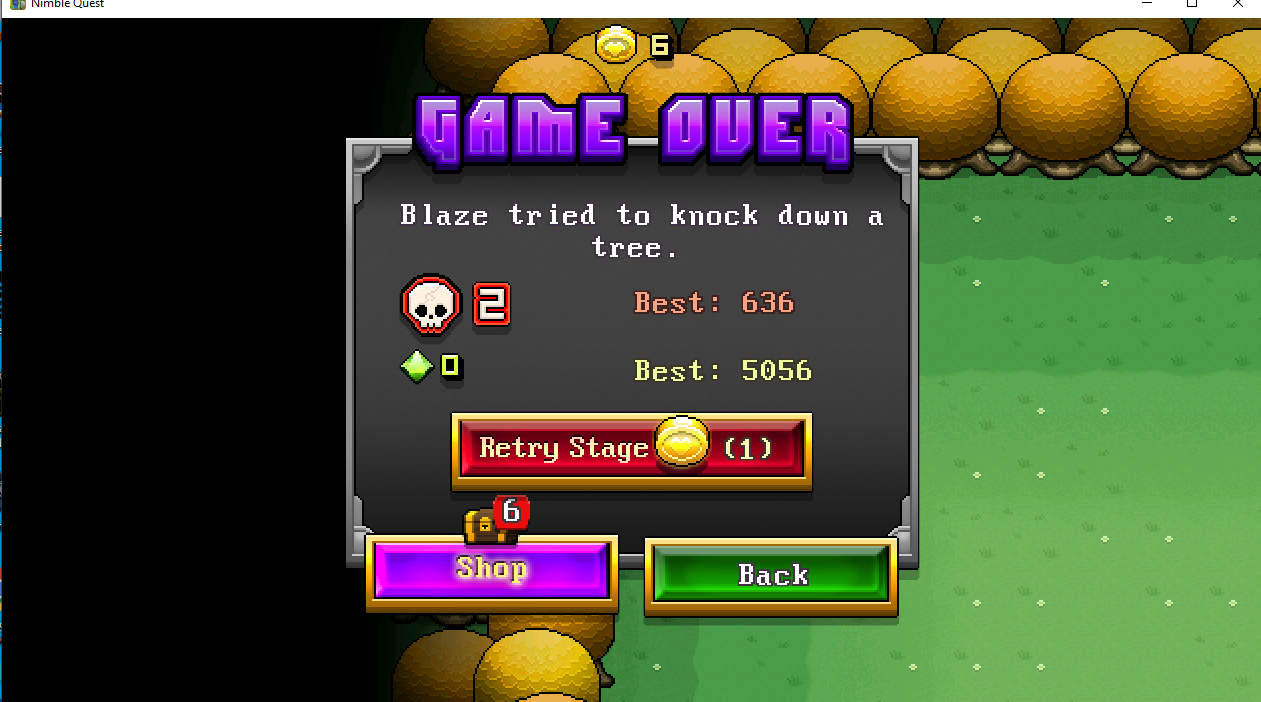 Nimble Quest
6
GAME OVER
Blaze tried to knock down a
tree.
2 Best: 636
0 Best: 5056
Retry Stage (1)
6
Shop Back